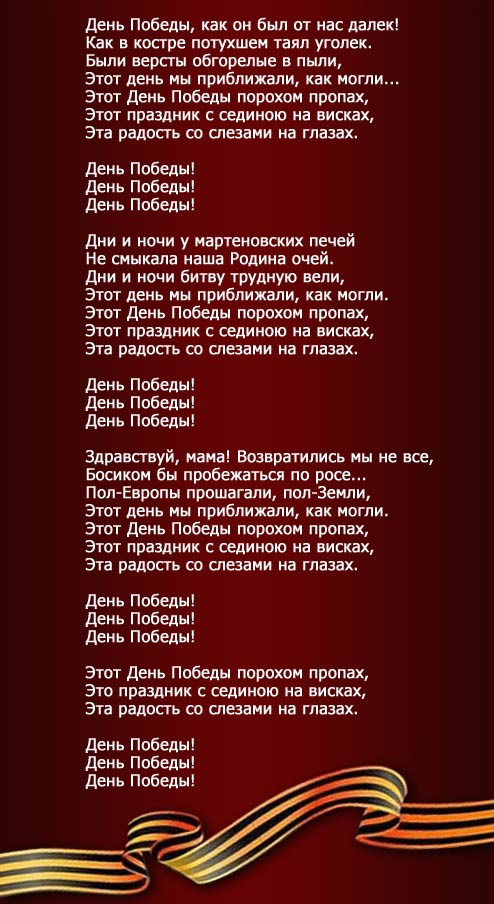 День Победы, как он был от нас далек!
Как в костре потухшем таял уголек.
Были версты обгорелые в пыли,
Этот день мы приближали, как могли...
Этот День Победы порохом пропах,
Этот праздник с сединою на висках,
Эта радость со слезами на глазах.

День Победы!
День Победы!
День Победы!

Дни и ночи у мартеновских печей
Не смыкала наша Родина очей.
Дни и ночи битву трудную вели,
Этот день мы приближали, как могли.
Этот День Победы порохом пропах,
Этот праздник с сединою на висках,
Эта радость со слезами на глазах.

День Победы!
День Победы!
День Победы!

Здравствуй, мама! Возвратились мы не все,
Босиком бы пробежаться по росе...
Пол-Европы прошагали, пол-Земли,
Этот день мы приближали, как могли.
Этот День Победы порохом пропах,
Этот праздник с сединою на висках,
Эта радость со слезами на глазах.

День Победы!
День Победы!
День Победы!

Этот День Победы порохом пропах,
Это праздник с сединою на висках,
Эта радость со слезами на глазах.

День Победы!
День Победы!
День Победы!